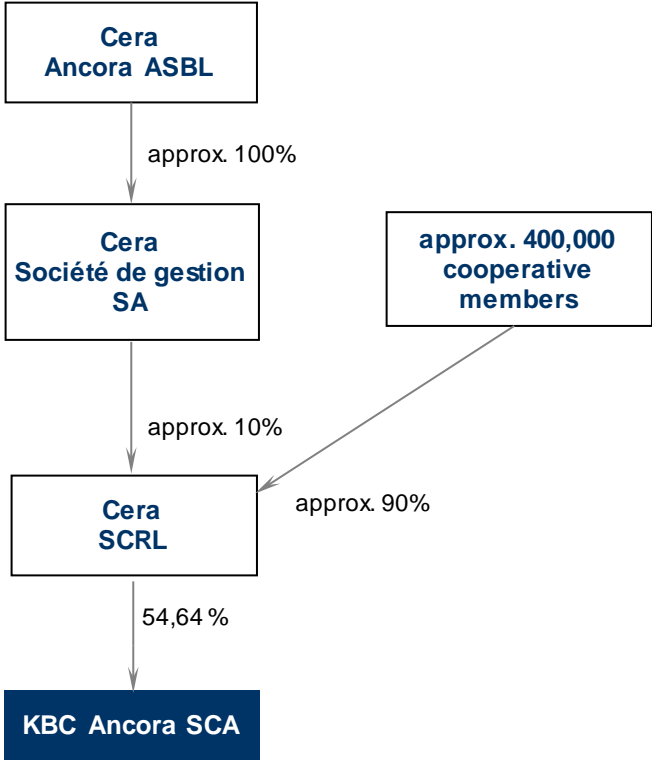 Cera
Ancora ASBL
approx. 100%
Cera
Société de gestion
SA
approx. 400,000
cooperative
members
approx. 10%
approx. 90%
Cera
SCRL
54,64 %
KBC Ancora SCA